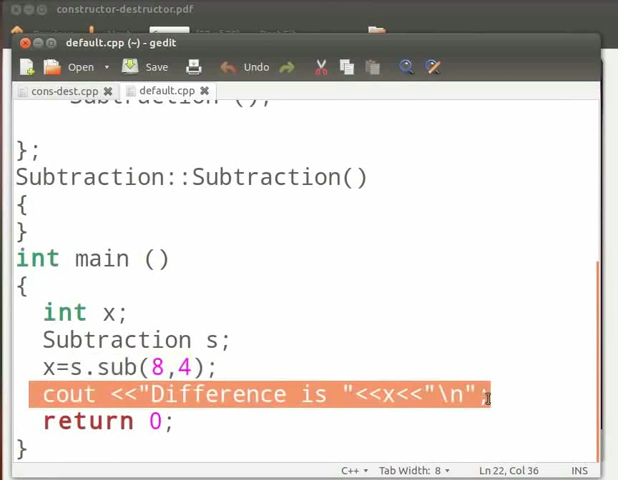 constructor-destructor.pdf
default.cpp (~) - gedit
Open Save Undo
cons-dest.cpp default.cpp
Subtraction ();
};
Subtraction::Subtraction()
{
}
int main ()
{
int x;
Subtraction s;
x=s.sub(8,4);
cout <<"Difference is "<<x<<"\n";
return 0;
}
C++ Tab Width: 8 Ln 22, Col 36 INS